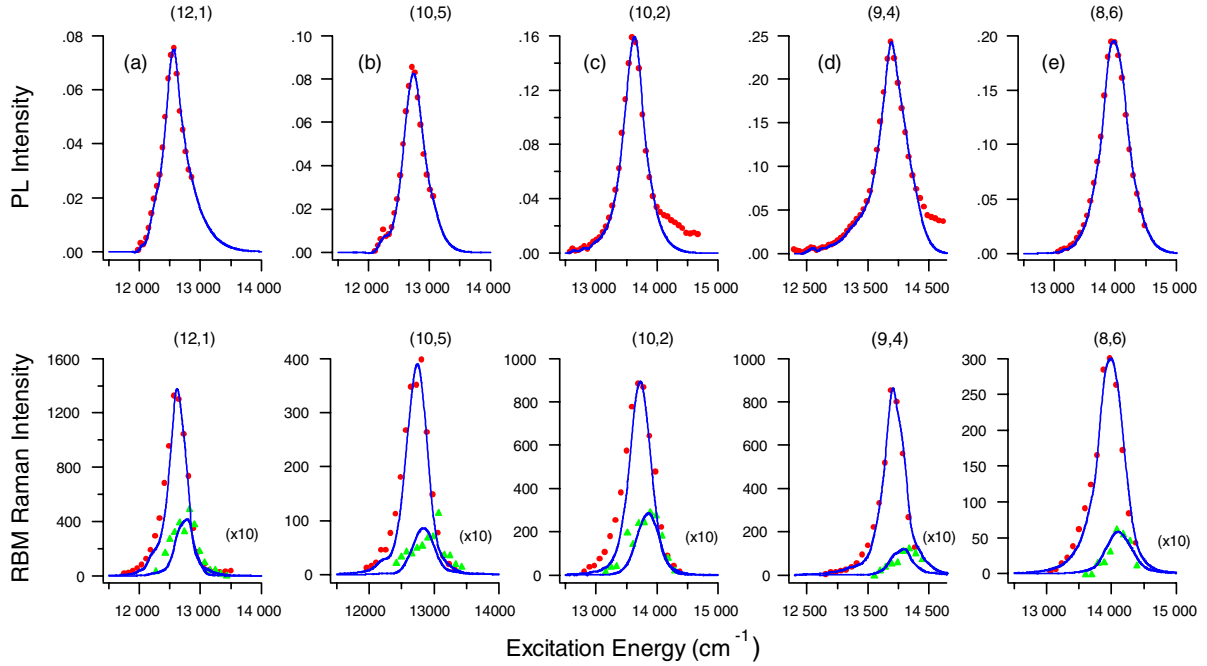 (12,1) (10,5) (10,2) (9,4) (8,6)
PL Intensity
(a) (b) (c) (d) (e)
.08 .10 .16 .25 .20
.06 .08 .12 .20 .15
.04 .06 .08 .15 .10
.02 .04 .04 .10 .05
.00 .02 .00 .05 .00
.00 .00
12 000 13 000 14 000 12 000 13 000 14 000 13 000 14 000 15 000 12 500 13 500 14 500 13 000 14 000 15 000
(12,1) (10,5) (10,2) (9,4) (8,6)
RBM Raman Intensity
1600 400 1000 1000 300
1200 300 800 800 250
800 200 600 600 200
400 100 400 400 150
0 0 200 200 100
0 0 50
0
(x10) (x10) (x10) (x10) (x10)
12 000 13 000 14 000 12 000 13 000 14 000 13 000 14 000 15 000 12 500 13 500 14 500 13 000 14 000 15 000
Excitation Energy (cm⁻¹)